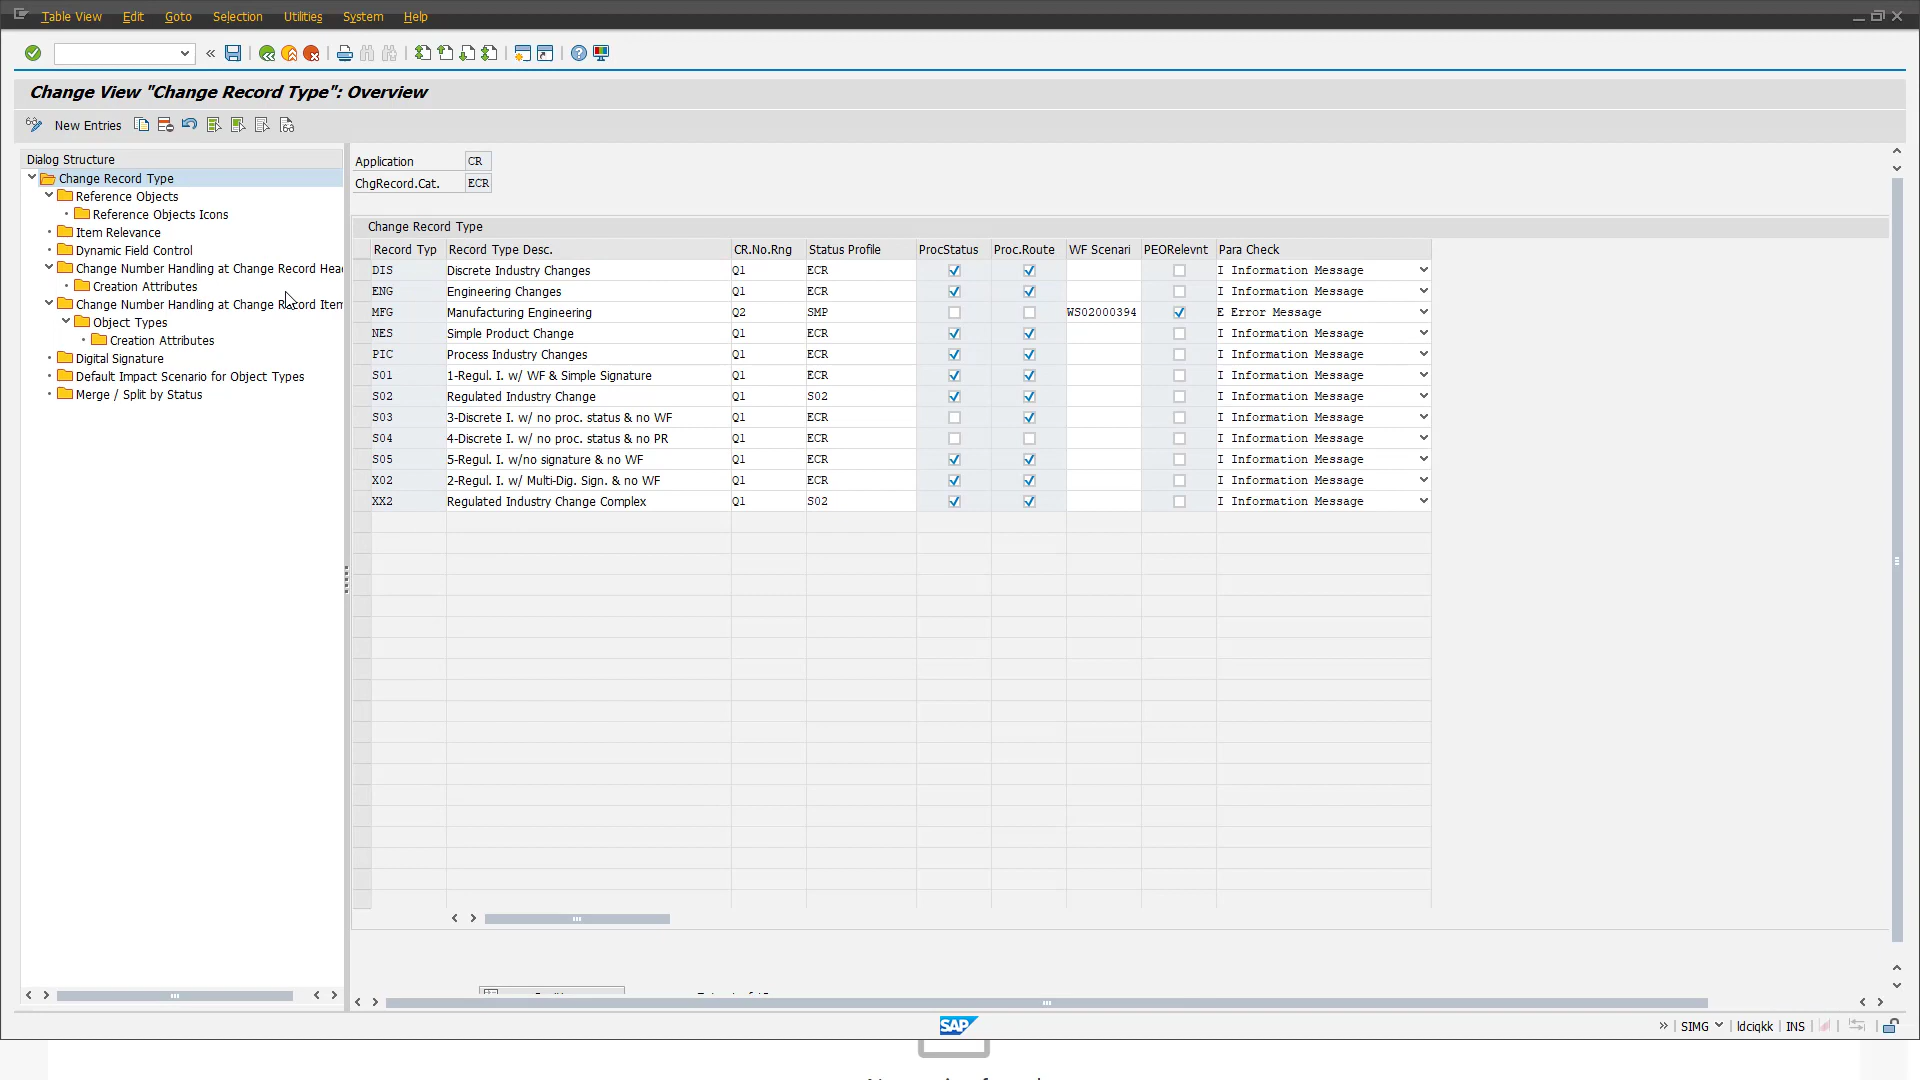 Table View Edit Goto Selection Utilities System Help
Change View "Change Record Type": Overview
New Entries
Dialog Structure
Change Record Type
Reference Objects
Reference Objects Icons
Item Relevance
Dynamic Field Control
Change Number Handling at Change Record Hea
Creation Attributes
Change Number Handling at Change Record Item
Object Types
Creation Attributes
Digital Signature
Default Impact Scenario for Object Types
Merge / Split by Status
Application CR
ChgRecord.Cat. ECR
Change Record Type
Record Typ Record Type Desc. CR.No.Rng Status Profile ProcStatus Proc.Route WF Scenari PEORelevnt Para Check
DIS Discrete Industry Changes Q1 ECR I Information Message
ENG Engineering Changes Q1 ECR I Information Message
MFG Manufacturing Engineering Q2 SMP WS02000394 E Error Message
NES Simple Product Change Q1 ECR I Information Message
PIC Process Industry Changes Q1 ECR I Information Message
S01 1-Regul. I. w/ WF & Simple Signature Q1 ECR I Information Message
S02 Regulated Industry Change Q1 S02 I Information Message
S03 3-Discrete I. w/ no proc. status & no WF Q1 ECR I Information Message
S04 4-Discrete I. w/ no proc. status & no PR Q1 ECR I Information Message
S05 5-Regul. I. w/no signature & no WF Q1 ECR I Information Message
X02 2-Regul. I. w/ Multi-Dig. Sign. & no WF Q1 ECR I Information Message
XX2 Regulated Industry Change Complex Q1 S02 I Information Message
SAP
SIMG ldciqkk INS